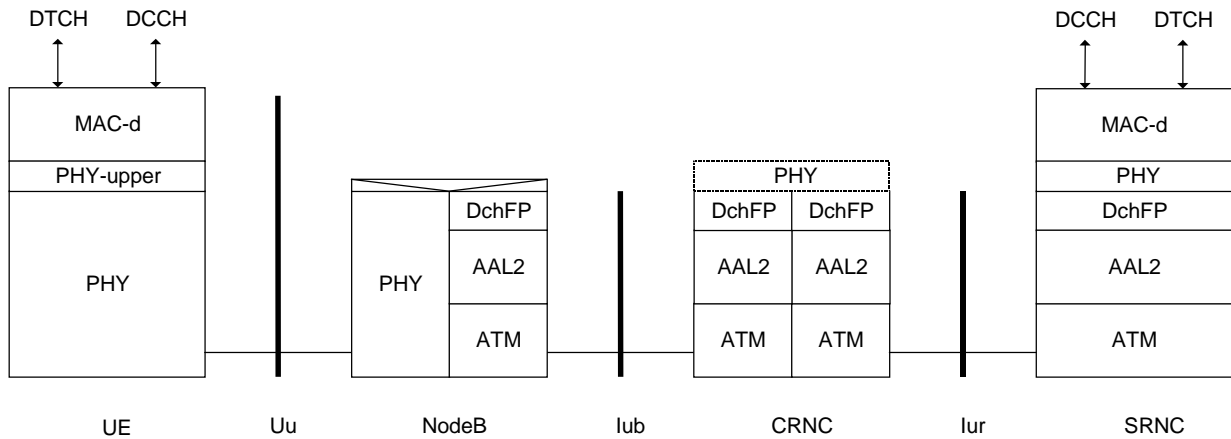 DTCH DCCH DCCH DTCH
MAC-d MAC-d
PHY-upper PHY PHY
DchFP DchFP DchFP DchFP
PHY PHY AAL2 AAL2 AAL2 AAL2
ATM ATM ATM ATM
UE Uu NodeB Iub CRNC Iur SRNC